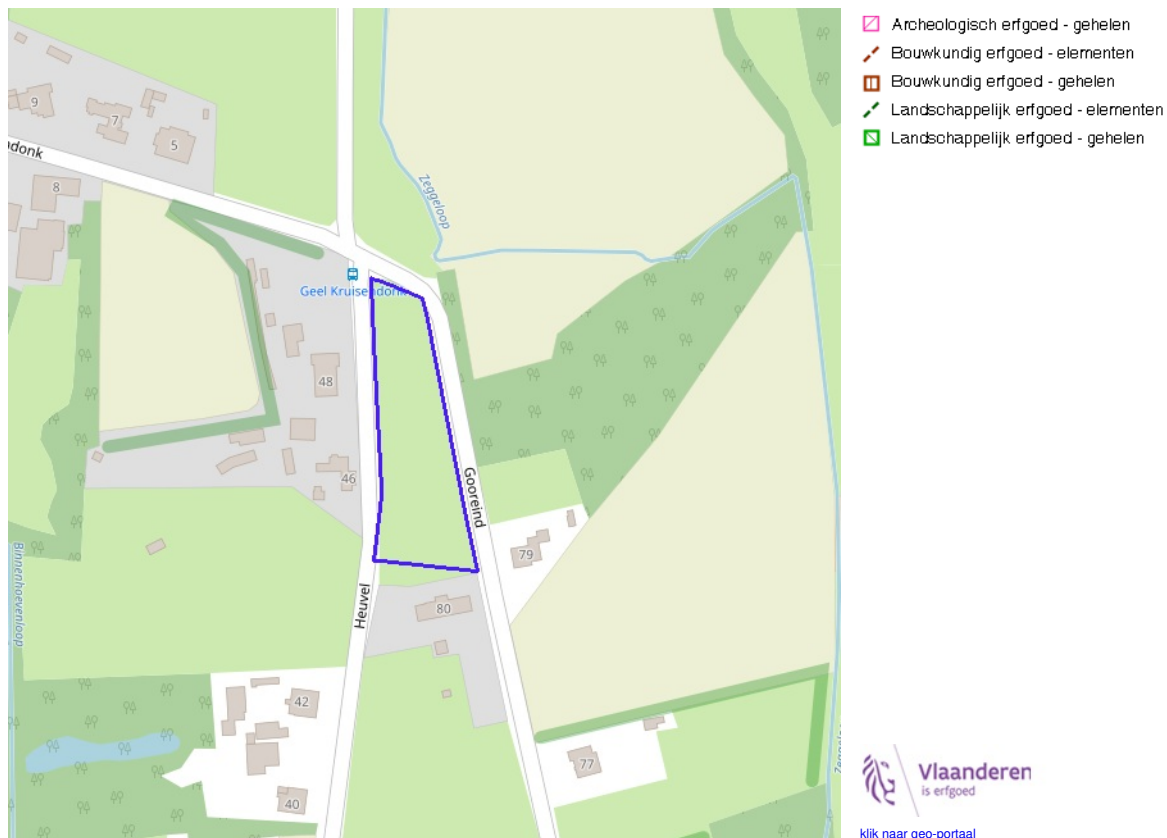 Archeologisch erfgoed - gehelen
Bouwkundig erfgoed - elementen
Bouwkundig erfgoed - gehelen
Landschappelijk erfgoed - elementen
Landschappelijk erfgoed - gehelen
9
7
5
donk
8
Zeggeloop
Geel Kruisendonk
48
46
Gooreind
79
Binnenhoevenloop
Heuvel
80
42
77
40
Vlaanderen
is erfgoed
klik naar geo-portaal